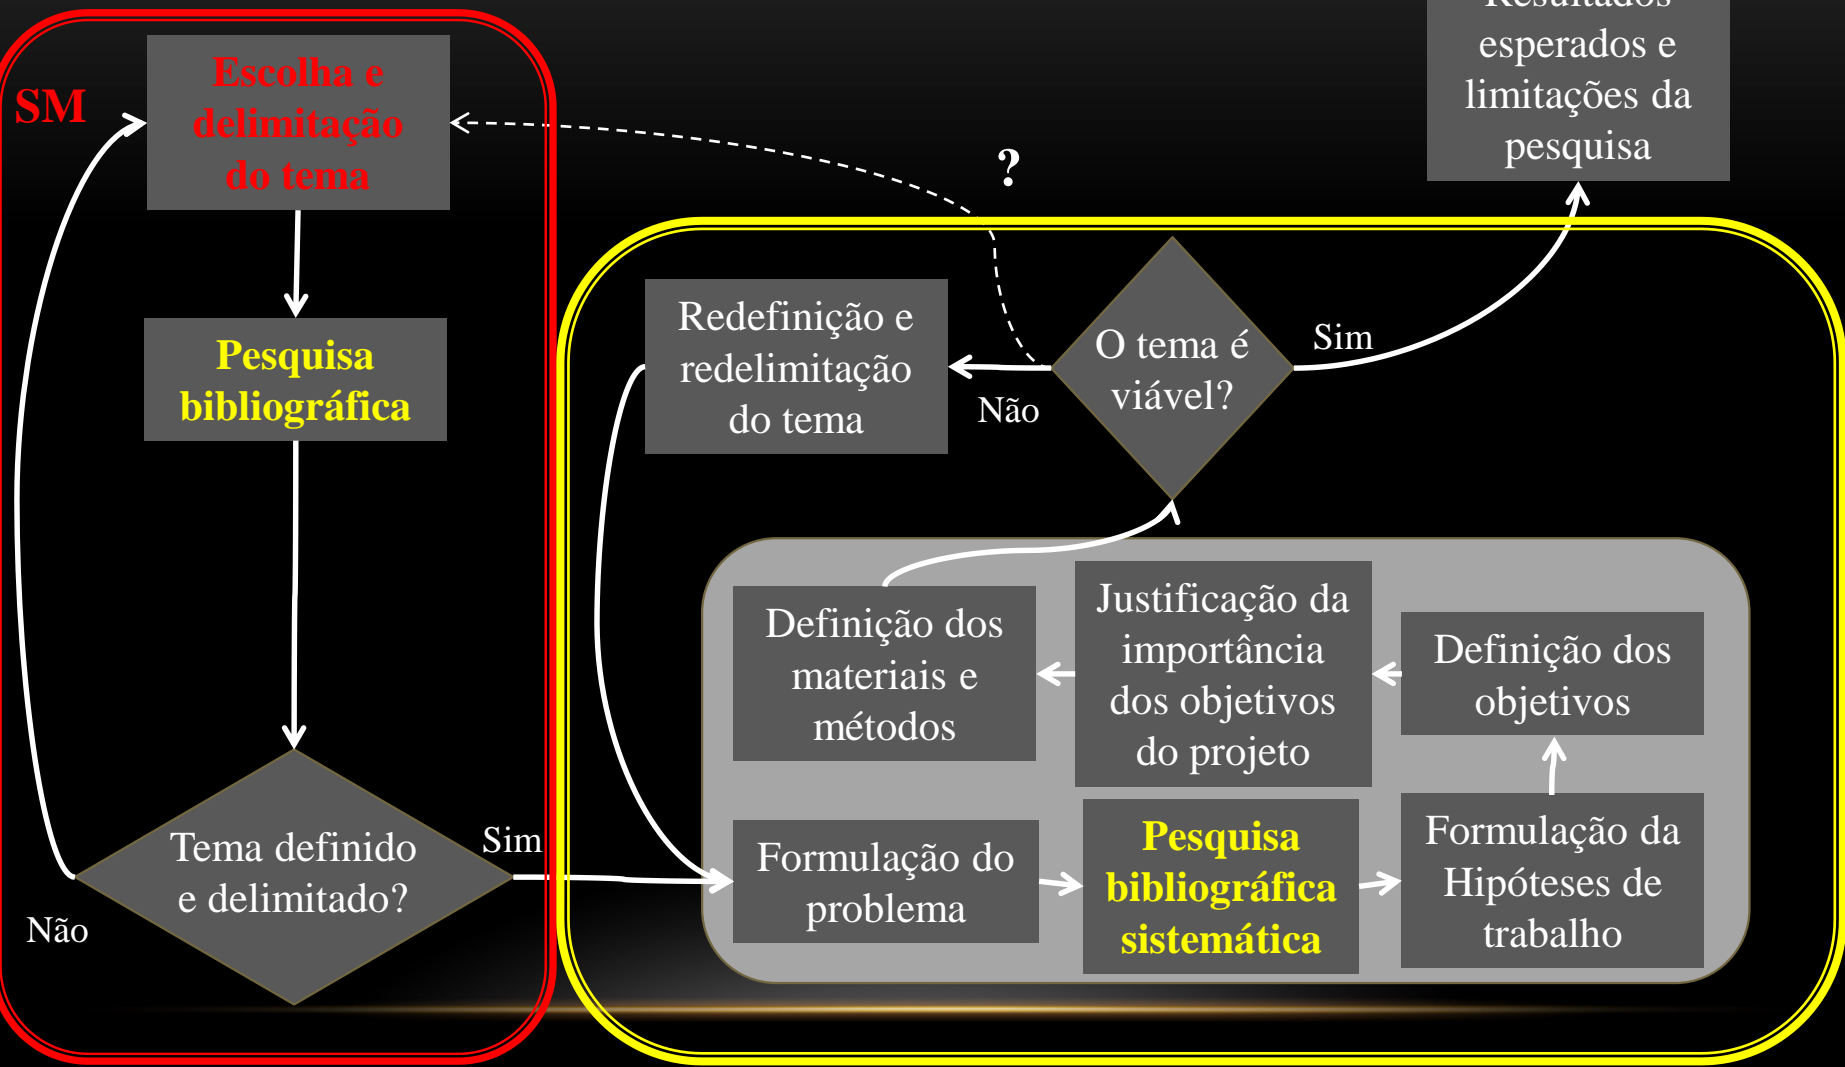 SM
Escolha e
delimitação
do tema
Pesquisa
bibliográfica
Tema definido
e delimitado?
Sim
Não
?
Resultados
esperados e
limitações da
pesquisa
Redefinição e
redelimitação
do tema
Não
O tema é
viável?
Sim
Definição dos
materiais e
métodos
Justificação da
importância
dos objetivos
do projeto
Definição dos
objetivos
Formulação do
problema
Pesquisa
bibliográfica
sistemática
Formulação da
Hipóteses de
trabalho